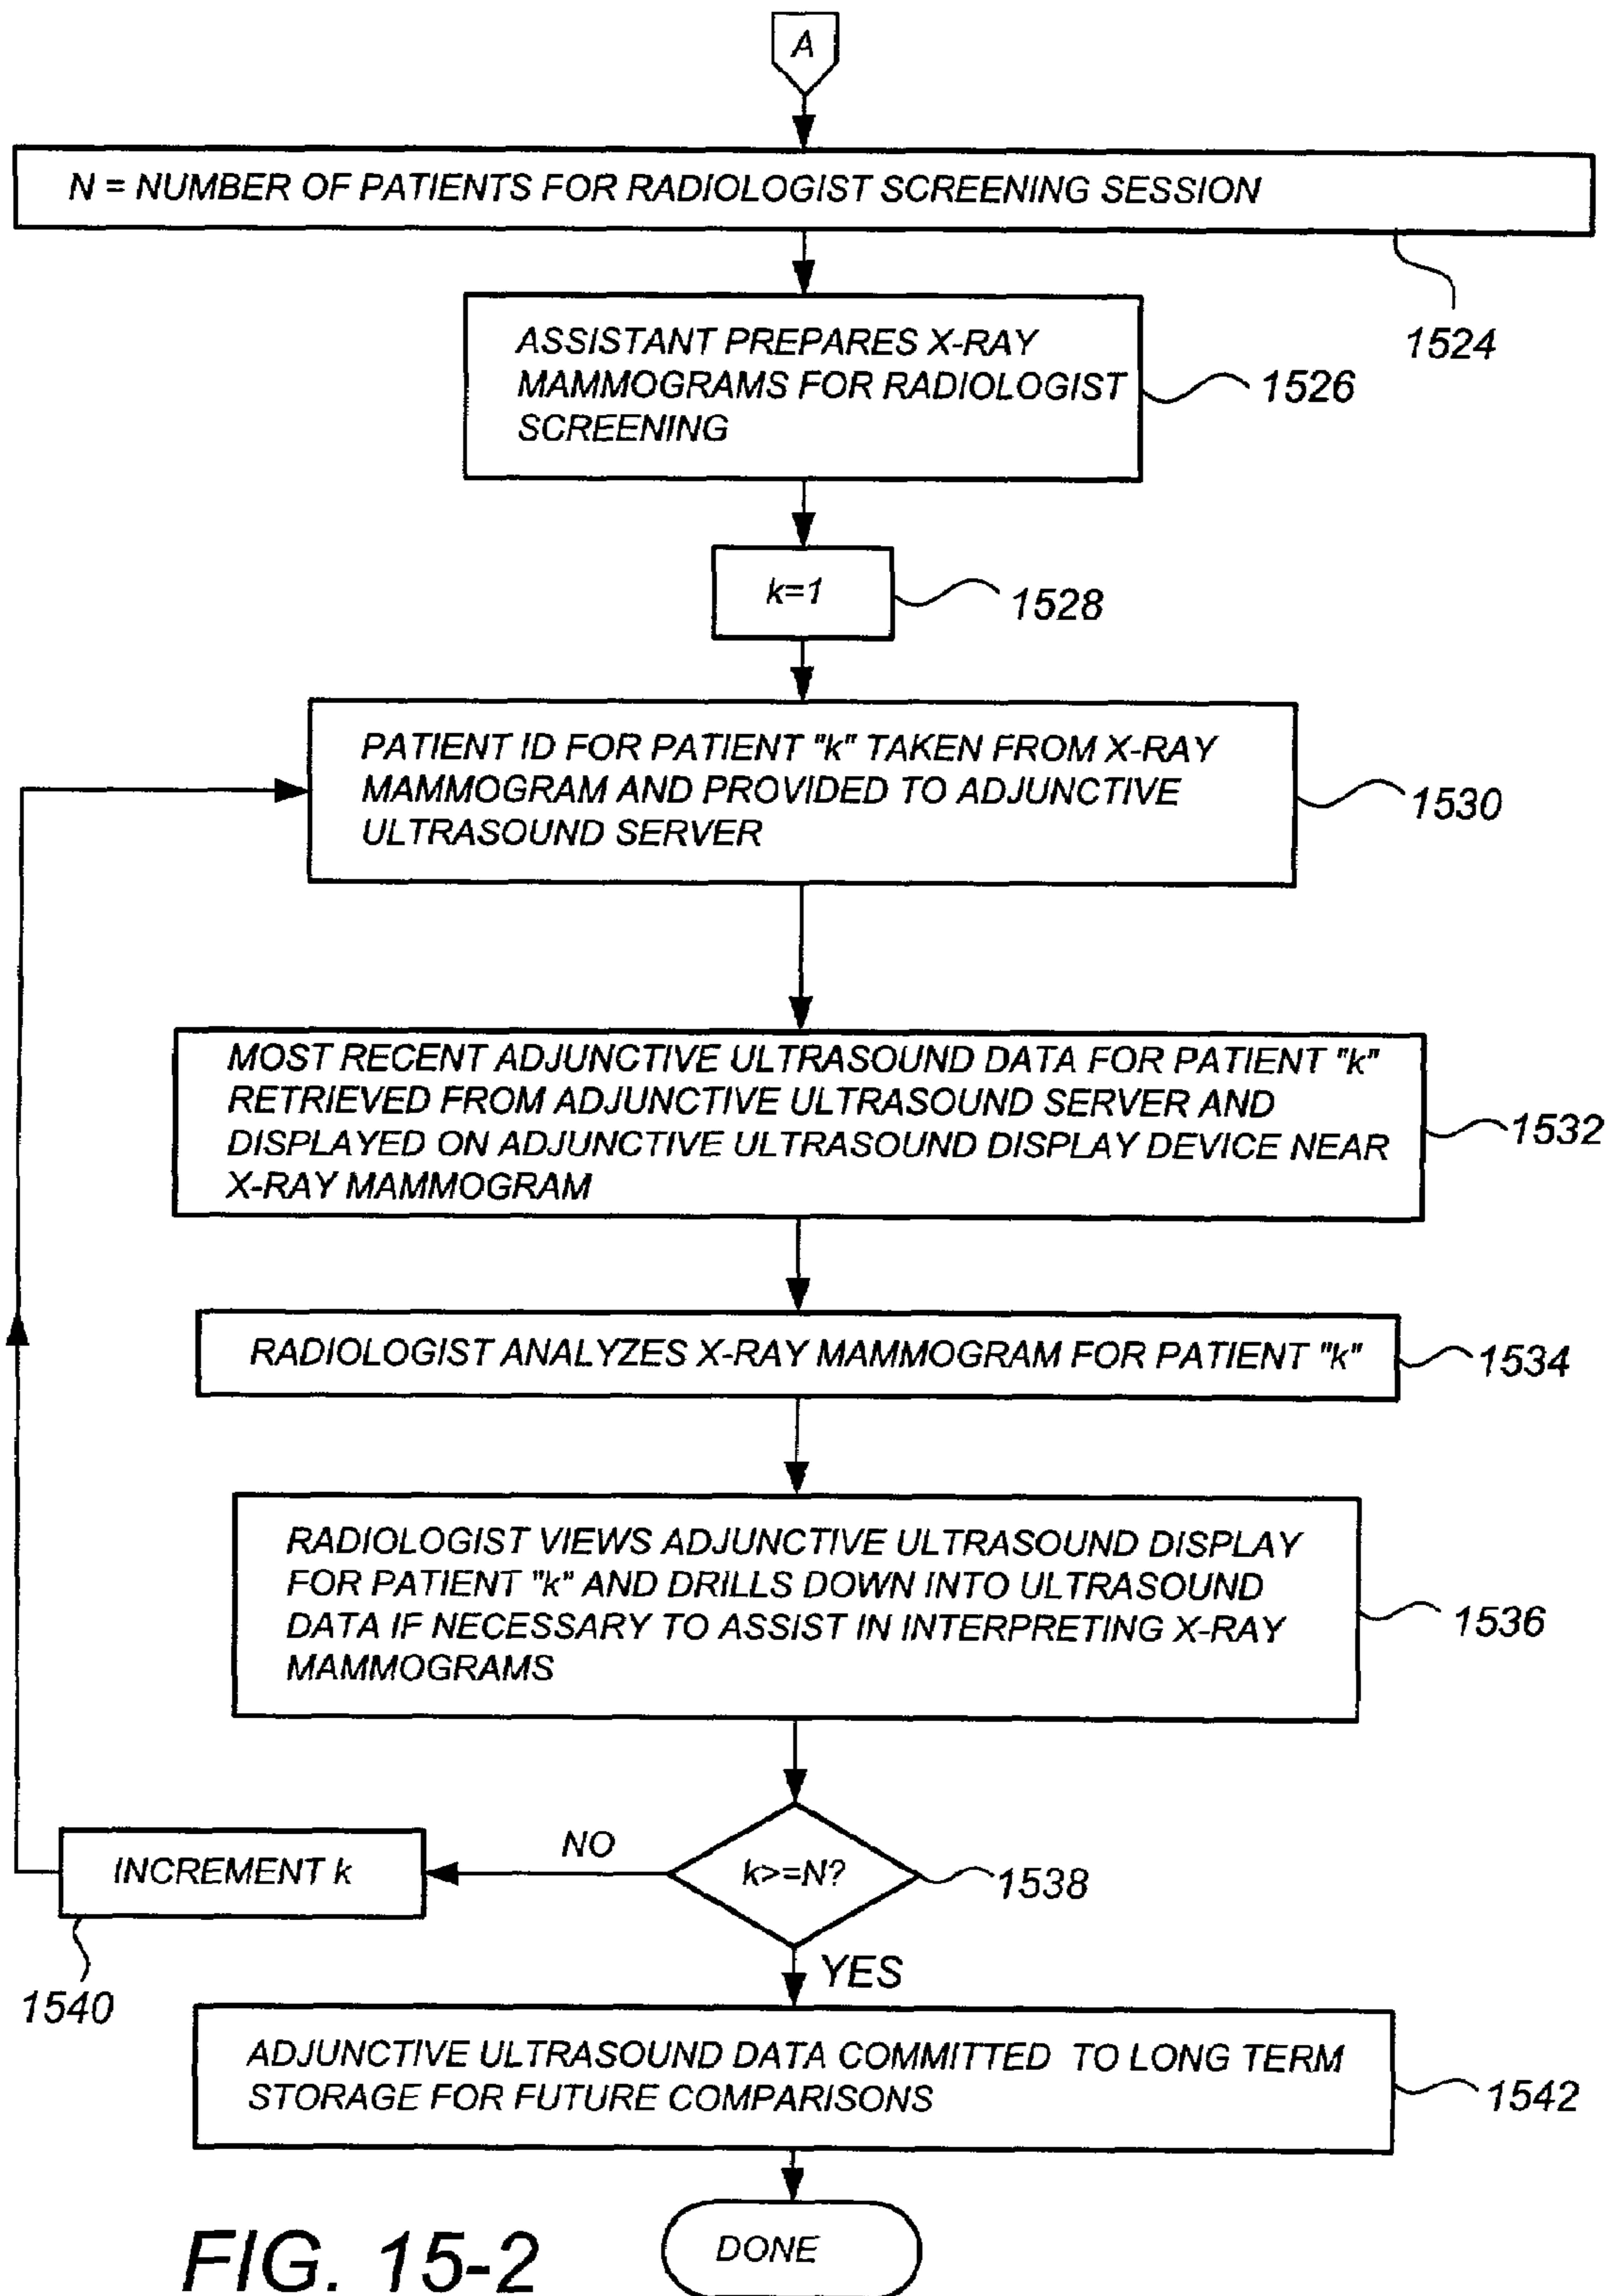 A
N = NUMBER OF PATIENTS FOR RADIOLOGIST SCREENING SESSION
1524
ASSISTANT PREPARES X-RAY
MAMMOGRAMS FOR RADIOLOGIST
SCREENING
1526
k=1
1528
PATIENT ID FOR PATIENT "k" TAKEN FROM X-RAY
MAMMOGRAM AND PROVIDED TO ADJUNCTIVE
ULTRASOUND SERVER
1530
MOST RECENT ADJUNCTIVE ULTRASOUND DATA FOR PATIENT "k"
RETRIEVED FROM ADJUNCTIVE ULTRASOUND SERVER AND
DISPLAYED ON ADJUNCTIVE ULTRASOUND DISPLAY DEVICE NEAR
X-RAY MAMMOGRAM
1532
RADIOLOGIST ANALYZES X-RAY MAMMOGRAM FOR PATIENT "k"
1534
RADIOLOGIST VIEWS ADJUNCTIVE ULTRASOUND DISPLAY
FOR PATIENT "k" AND DRILLS DOWN INTO ULTRASOUND
DATA IF NECESSARY TO ASSIST IN INTERPRETING X-RAY
MAMMOGRAMS
1536
k>=N?
1538
NO
INCREMENT k
1540
YES
ADJUNCTIVE ULTRASOUND DATA COMMITTED TO LONG TERM
STORAGE FOR FUTURE COMPARISONS
1542
DONE
FIG. 15-2